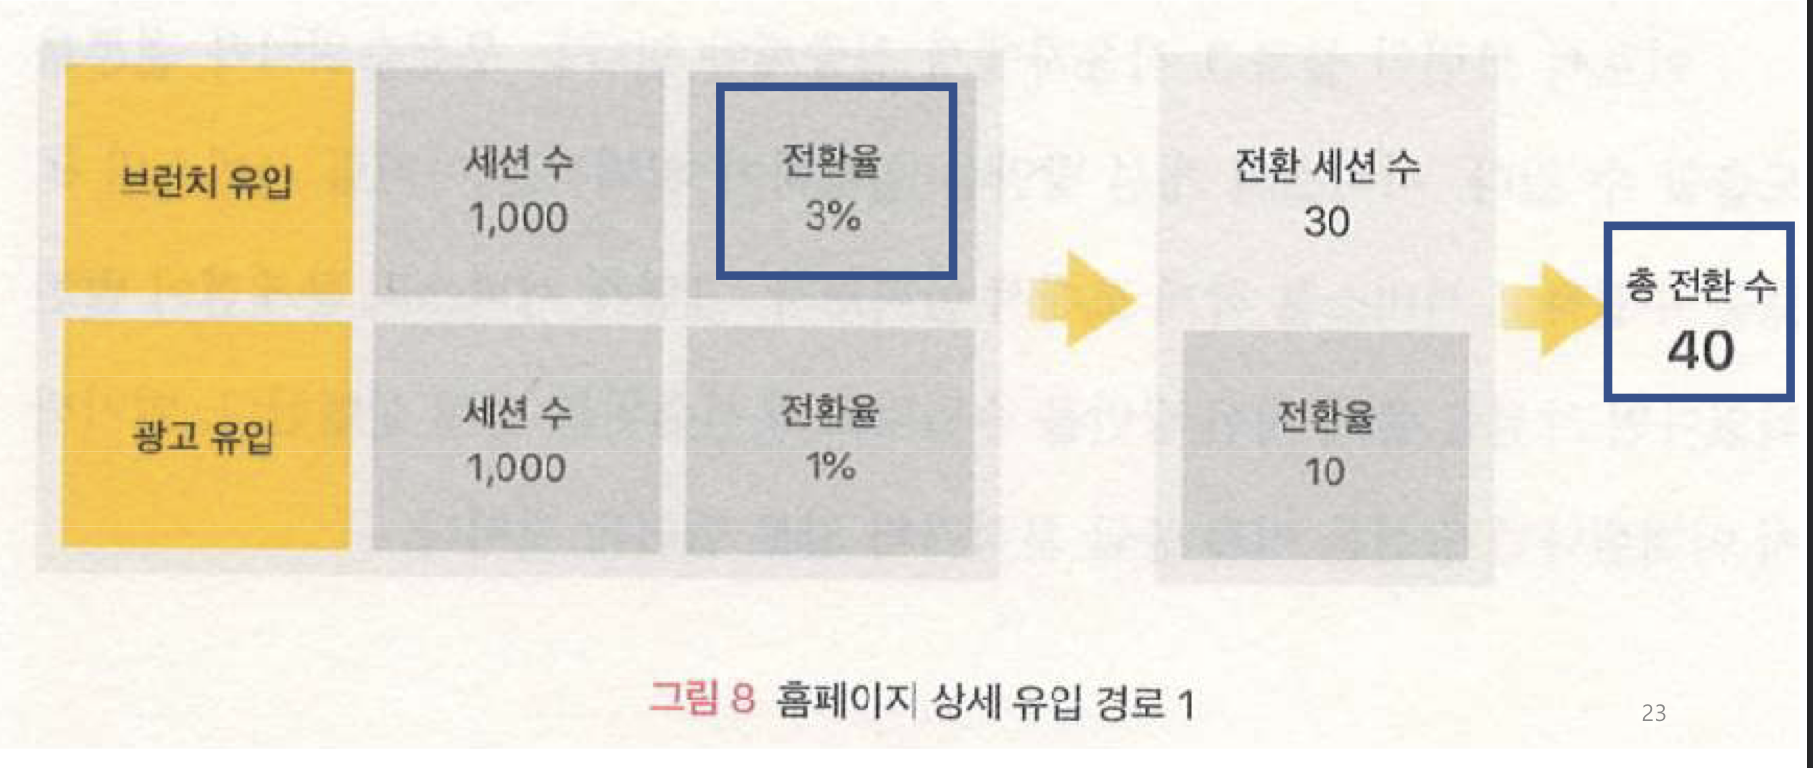 브런치 유입
세션 수
1,000
전환율
3%
광고 유입
세션 수
1,000
전환율
1%
전환 세션 수
30
전환율
10
총 전환 수
40
그림 8 홈페이지 상세 유입 경로 1
23